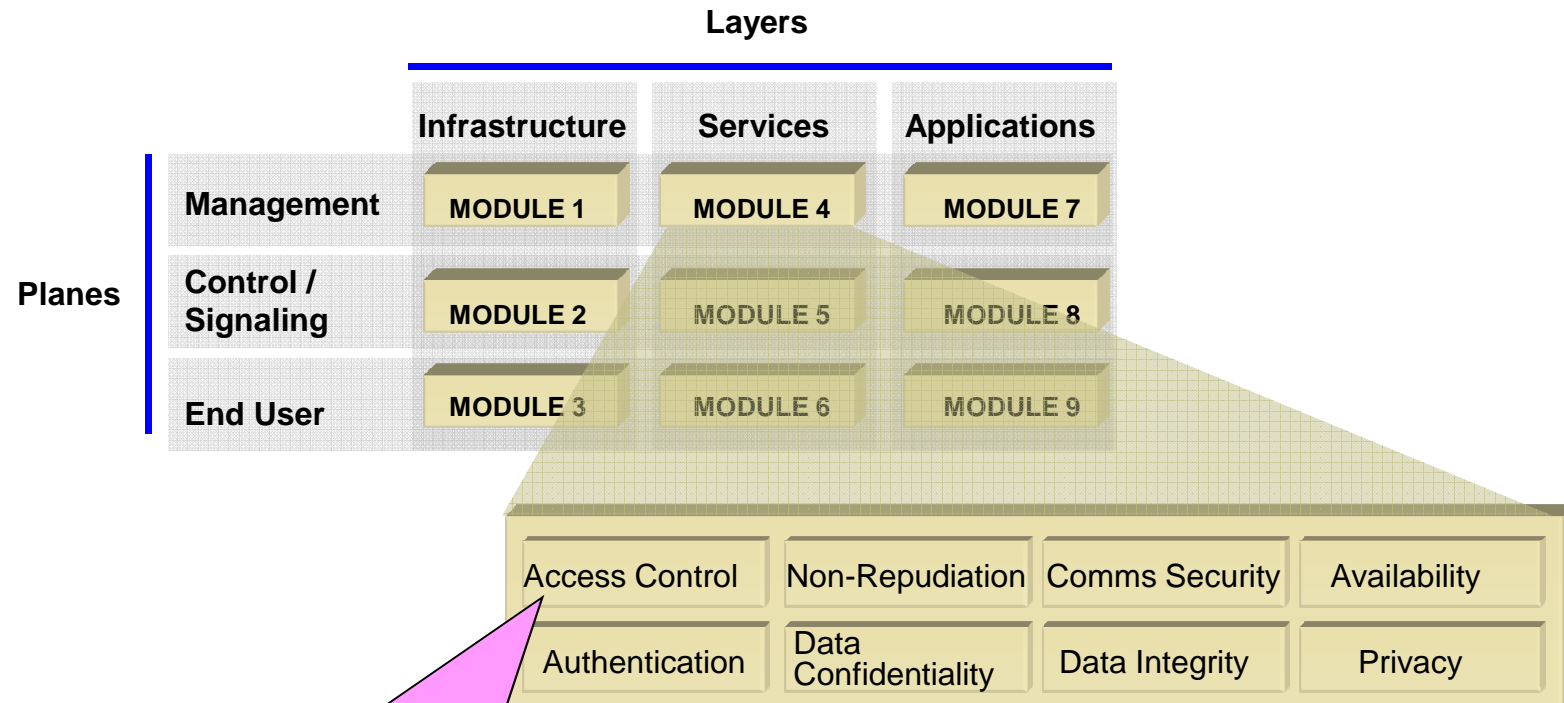 Layers
Infrastructure Services Applications
Planes
Management MODULE 1 MODULE 4 MODULE 7
Control /
Signaling MODULE 2 MODULE 5 MODULE 8
End User MODULE 3 MODULE 6 MODULE 9
Access Control Non-Repudiation Comms Security Availability
Authentication Data
Confidentiality Data Integrity Privacy